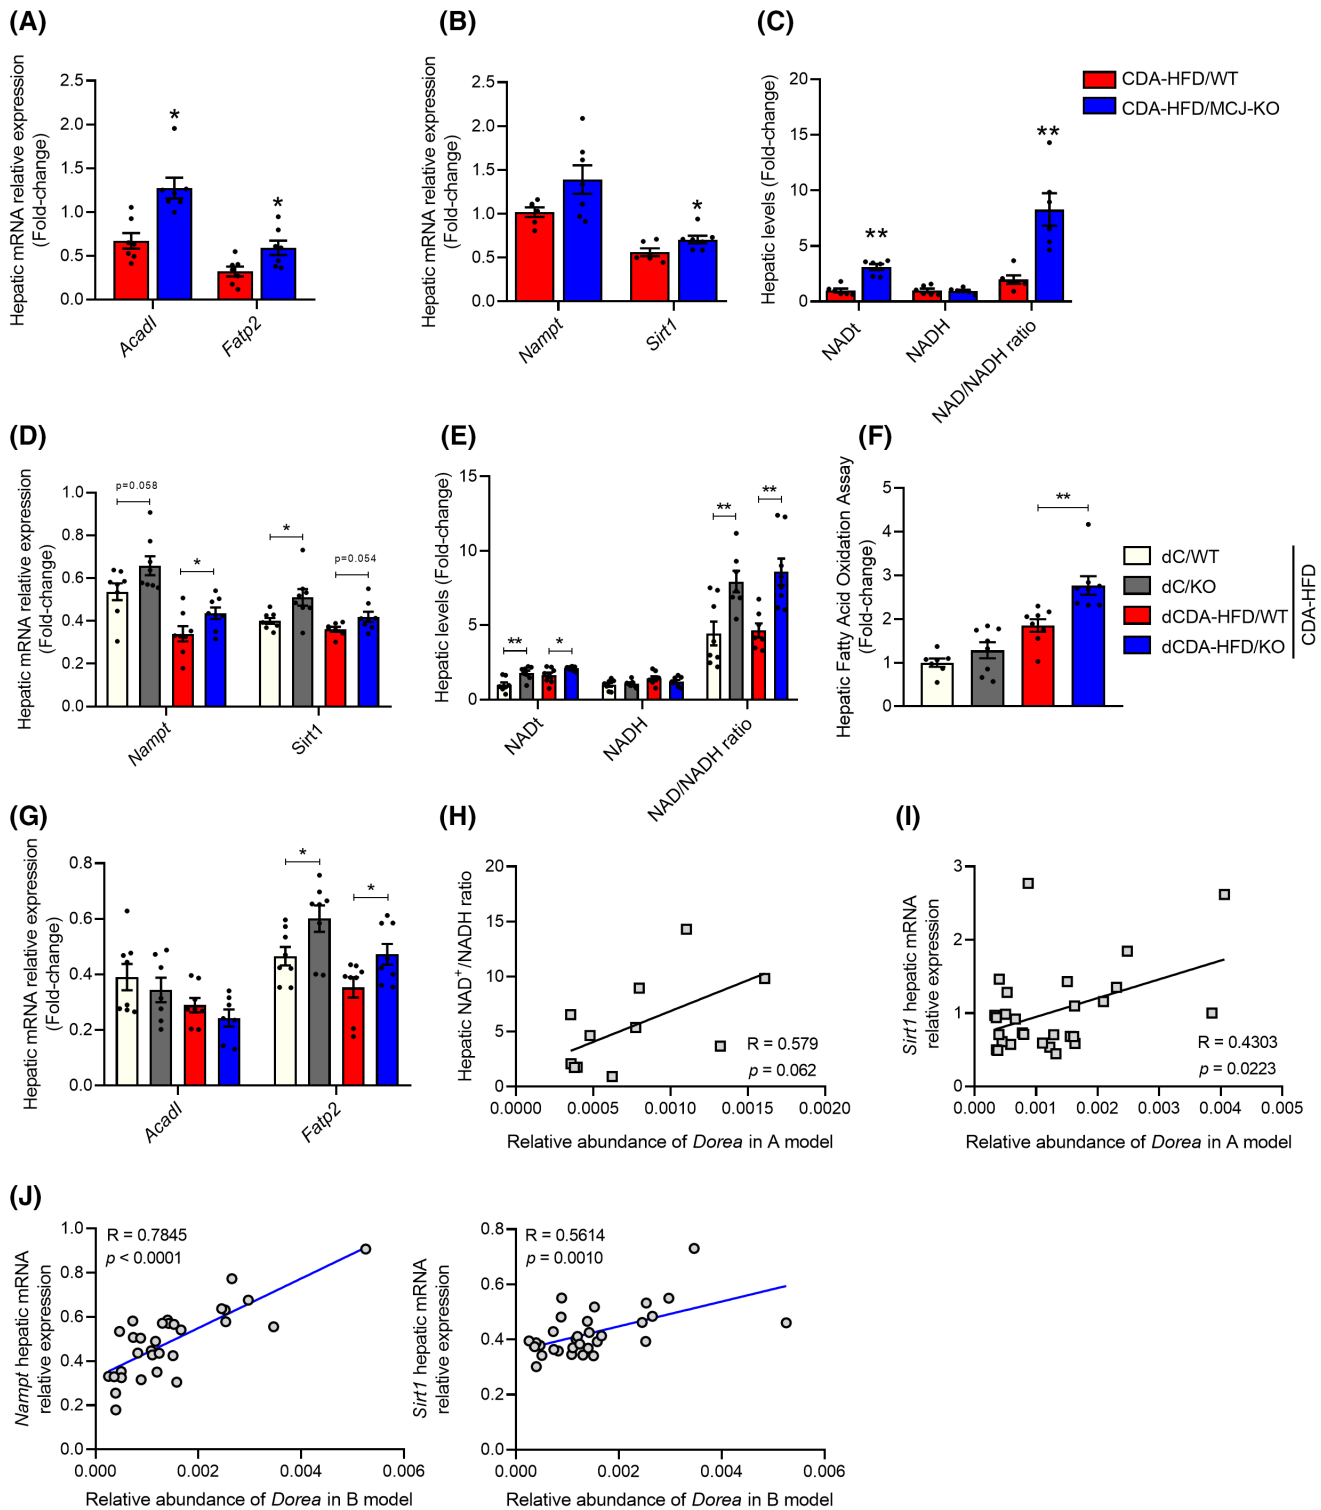 (A)
Hepatic mRNA relative expression
(Fold-change)
2.5
2.0
1.5
1.0
0.5
0.0
*
*
Acadl
Fatp2
(B)
Hepatic mRNA relative expression
(Fold-change)
2.5
2.0
1.5
1.0
0.5
0.0
*
Nampt
Sirt1
(C)
Hepatic levels (Fold-change)
20
15
10
5
0
**
**
NADt
NADH
NAD/NADH ratio
CDA-HFD/WT
CDA-HFD/MCJ-KO
(D)
Hepatic mRNA relative expression
(Fold-change)
1.0
0.8
0.6
0.4
0.2
0.0
p=0.058
*
*
p=0.054
Nampt
Sirt1
(E)
Hepatic levels (Fold-change)
15
10
5
0
**
*
**
**
NADt
NADH
NAD/NADH ratio
(F)
Hepatic Fatty Acid Oxidation Assay
(Fold-change)
5
4
3
2
1
0
**
dC/WT
dC/KO
dCDA-HFD/WT
dCDA-HFD/KO
CDA-HFD
(G)
Hepatic mRNA relative expression
(Fold-change)
0.8
0.6
0.4
0.2
0.0
*
*
Acadl
Fatp2
(H)
Hepatic NAD+/NADH ratio
20
15
10
5
0
R = 0.579
p = 0.062
0.0000 0.0005 0.0010 0.0015 0.0020
Relative abundance of Dorea in A model
(I)
Sirt1 hepatic mRNA
relative expression
3
2
1
0
R = 0.4303
p = 0.0223
0.000 0.001 0.002 0.003 0.004 0.005
Relative abundance of Dorea in A model
(J)
Nampt hepatic mRNA
relative expression
1.0
0.8
0.6
0.4
0.2
0.0
R = 0.7845
p < 0.0001
0.000 0.002 0.004 0.006
Relative abundance of Dorea in B model
Sirt1 hepatic mRNA
relative expression
0.8
0.6
0.4
0.2
0.0
R = 0.5614
p = 0.0010
0.000 0.002 0.004 0.006
Relative abundance of Dorea in B model